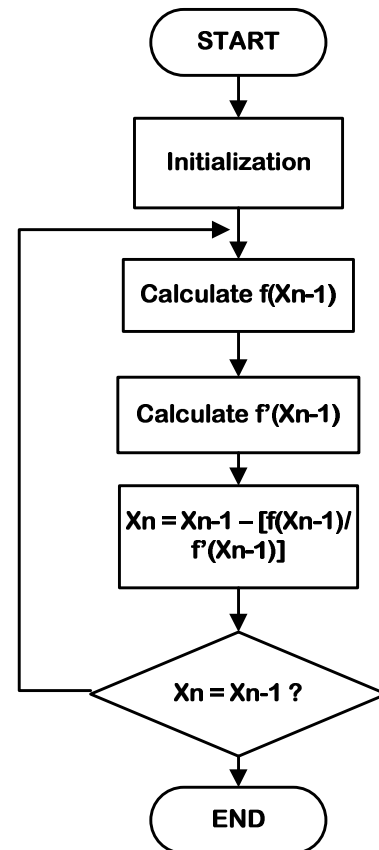 START
Initialization
Calculate f(Xn-1)
Calculate f’(Xn-1)
Xn = Xn-1 – [f(Xn-1)/
f’(Xn-1)]
Xn = Xn-1 ?
END